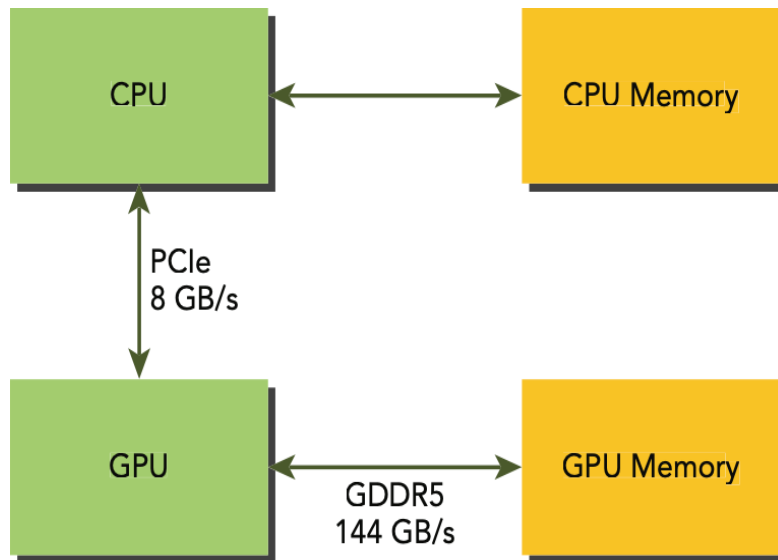 CPU
CPU Memory
PCIe
8 GB/s
GPU
GPU Memory
GDDR5
144 GB/s